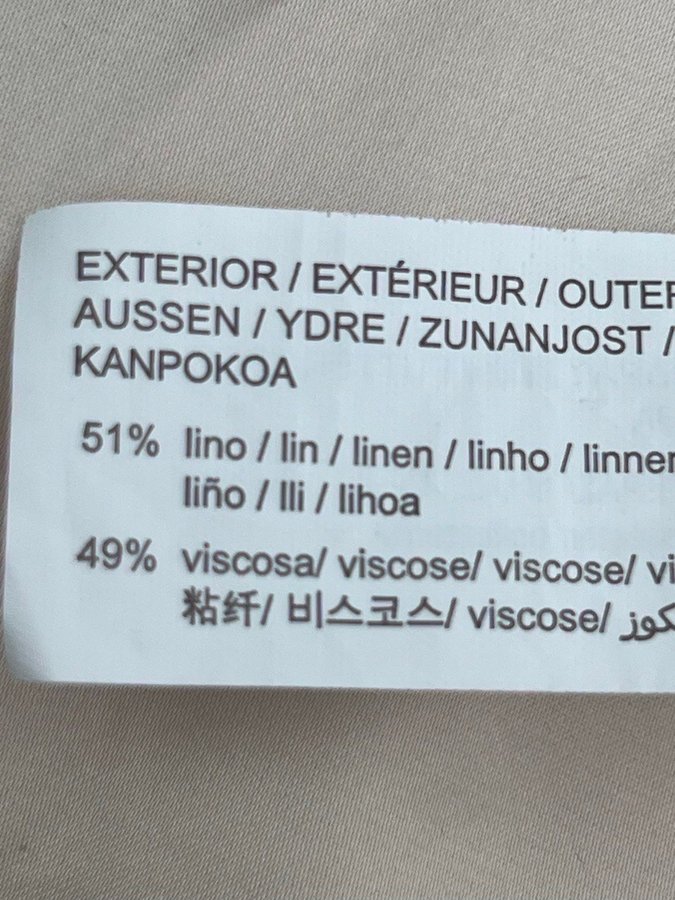 EXTERIOR / EXTÉRIEUR / OUTER
AUSSEN / YDRE / ZUNANJOST /
KANPOKOA
51% lino / lin / linen / linho /
liño / lli / lihoa
49% viscosa/ viscose/ viscose/
粘纤/ 비스코스/ viscose/